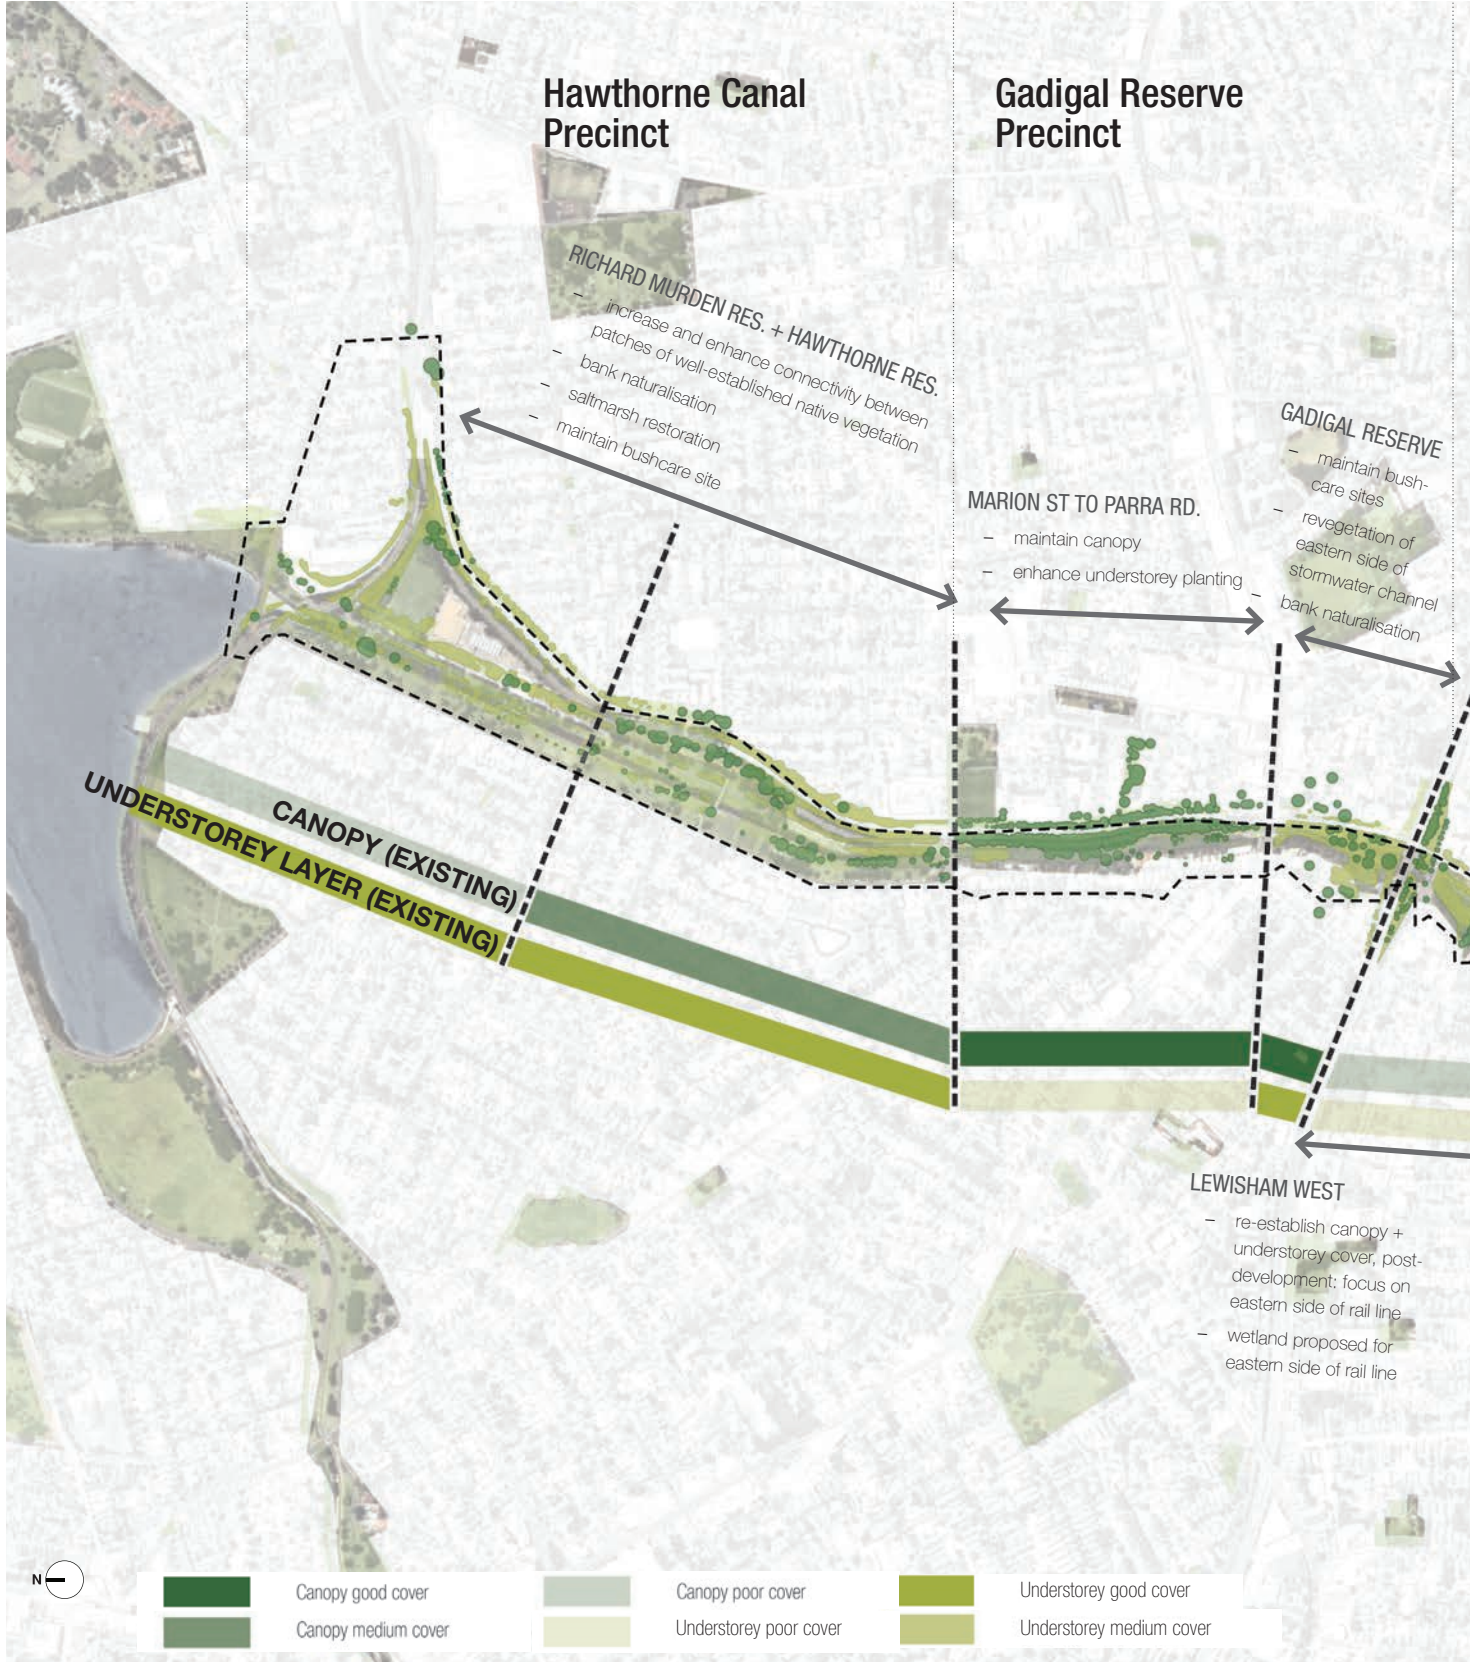 Hawthorne Canal
Precinct
Gadigal Reserve
Precinct
RICHARD MURDEN RES. + HAWTHORNE RES.
– increase and enhance connectivity between
patches of well-established native vegetation
– bank naturalisation
– saltmarsh restoration
– maintain bushcare site
MARION ST TO PARRA RD.
– maintain canopy
– enhance understorey planting
GADIGAL RESERVE
– maintain bush-
care sites
– revegetation of
eastern side of
stormwater channel
– bank naturalisation
CANOPY (EXISTING)
UNDERSTOREY LAYER (EXISTING)
LEWISHAM WEST
– re-establish canopy +
understorey cover, post-
development: focus on
eastern side of rail line
– wetland proposed for
eastern side of rail line
N
Canopy good cover
Canopy poor cover
Understorey good cover
Canopy medium cover
Understorey poor cover
Understorey medium cover